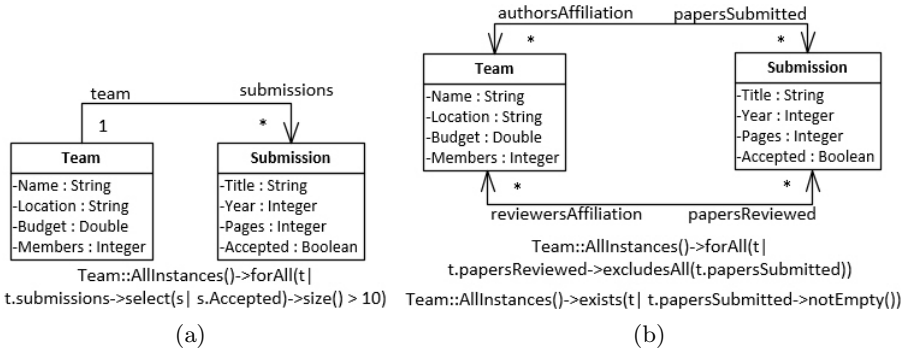 team
submissions
1
*
Team
-Name : String
-Location : String
-Budget : Double
-Members : Integer
Submission
-Title : String
-Year : Integer
-Pages : Integer
-Accepted : Boolean
Team::AllInstances()->forAll(t|
t.submissions->select(s| s.Accepted)->size() > 10)
(a)
authorsAffiliation
papersSubmitted
*
*
Team
-Name : String
-Location : String
-Budget : Double
-Members : Integer
Submission
-Title : String
-Year : Integer
-Pages : Integer
-Accepted : Boolean
*
*
reviewersAffiliation
papersReviewed
Team::AllInstances()->forAll(t|
t.papersReviewed->excludesAll(t.papersSubmitted))
Team::AllInstances()->exists(t| t.papersSubmitted->notEmpty())
(b)